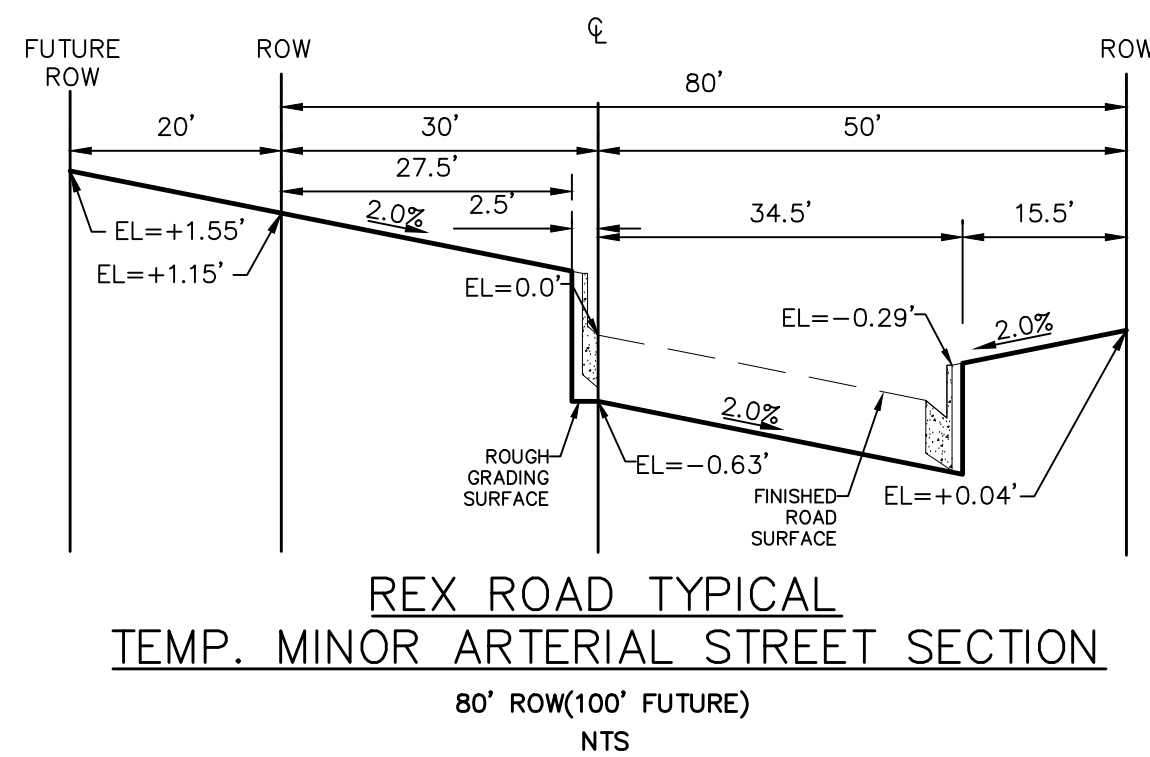 ℄
FUTURE
ROW
ROW
ROW
80'
20'
30'
50'
27.5'
2.5'
34.5'
15.5'
2.0%
EL=+1.55'
EL=+1.15'
EL=0.0'
EL=-0.29'
2.0%
2.0%
ROUGH
GRADING
SURFACE
EL=-0.63'
FINISHED
ROAD
SURFACE
EL=+0.04'
REX ROAD TYPICAL
TEMP. MINOR ARTERIAL STREET SECTION
80' ROW(100' FUTURE)
NTS